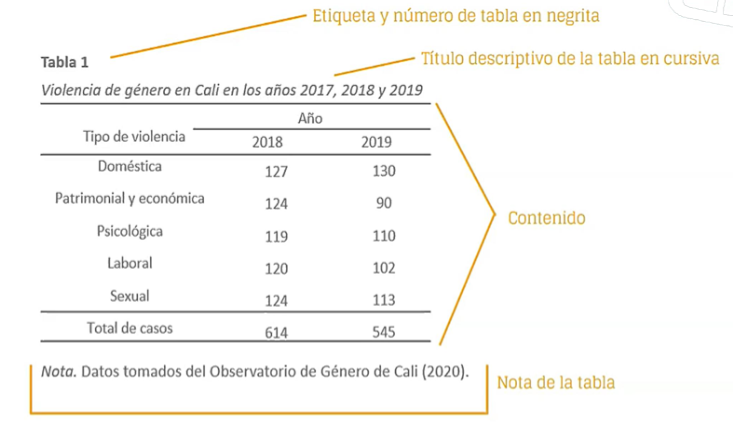 Etiqueta y número de tabla en negrita
Tabla 1
Título descriptivo de la tabla en cursiva
Violencia de género en Cali en los años 2017, 2018 y 2019
Año
Tipo de violencia 2018 2019
Doméstica 127 130
Patrimonial y económica 124 90
Psicológica 119 110
Contenido
Laboral 120 102
Sexual 124 113
Total de casos 614 545
Nota. Datos tomados del Observatorio de Género de Cali (2020).
Nota de la tabla